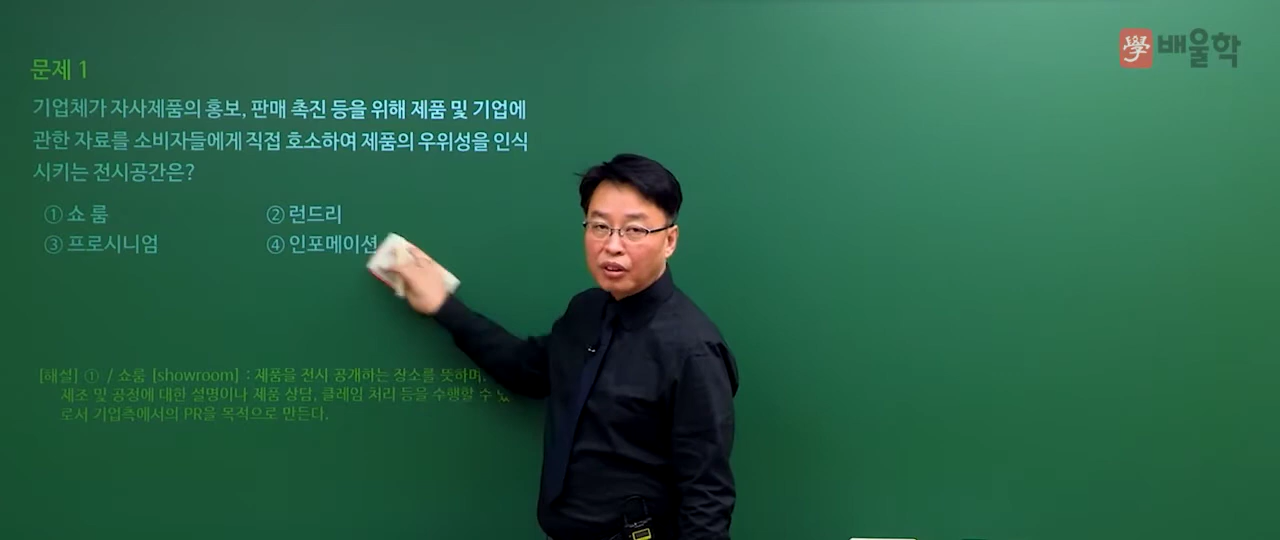 學배울학
문제 1
기업체가 자사제품의 홍보, 판매 촉진 등을 위해 제품 및 기업에
관한 자료를 소비자들에게 직접 호소하여 제품의 우위성을 인식
시키는 전시공간은?
① 쇼 룸 ② 런드리
③ 프로시니엄 ④ 인포메이션
[해설] ① / 쇼룸 [showroom] : 제품을 전시 공개하는 장소를 뜻하며.
제조 및 공정에 대한 설명이나 제품 상담, 클레임 처리 등을 수행할 수
로서 기업측에서의 PR을 목적으로 만든다.